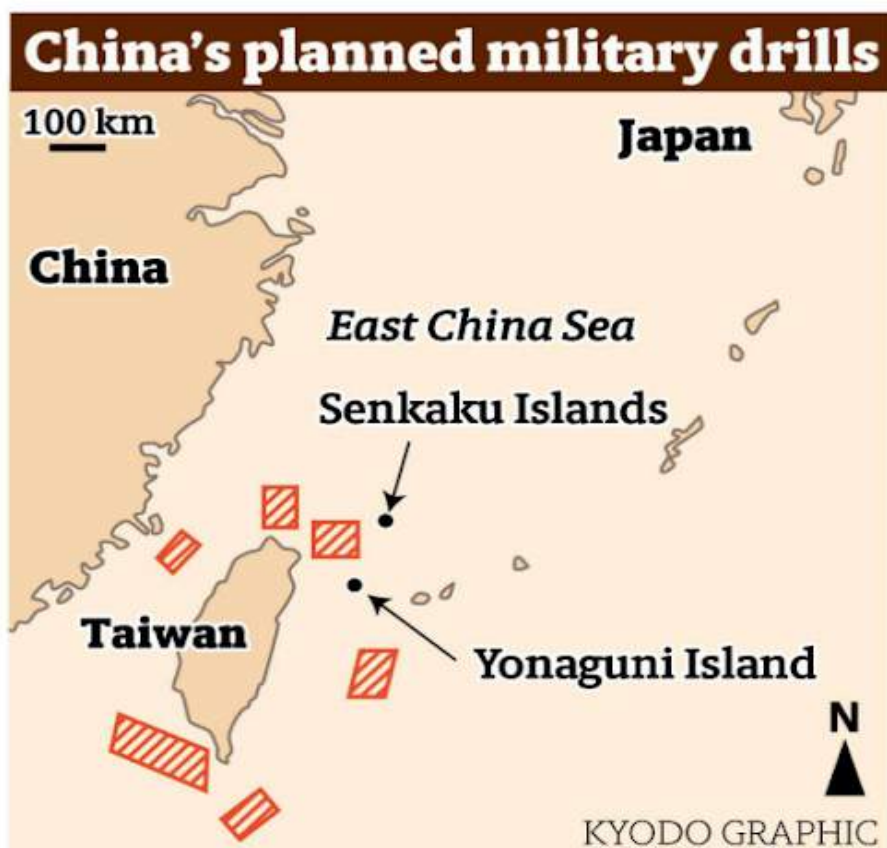 China's planned military drills
100 km
Japan
China
East China Sea
Senkaku Islands
Taiwan
Yonaguni Island
N
KYODO GRAPHIC